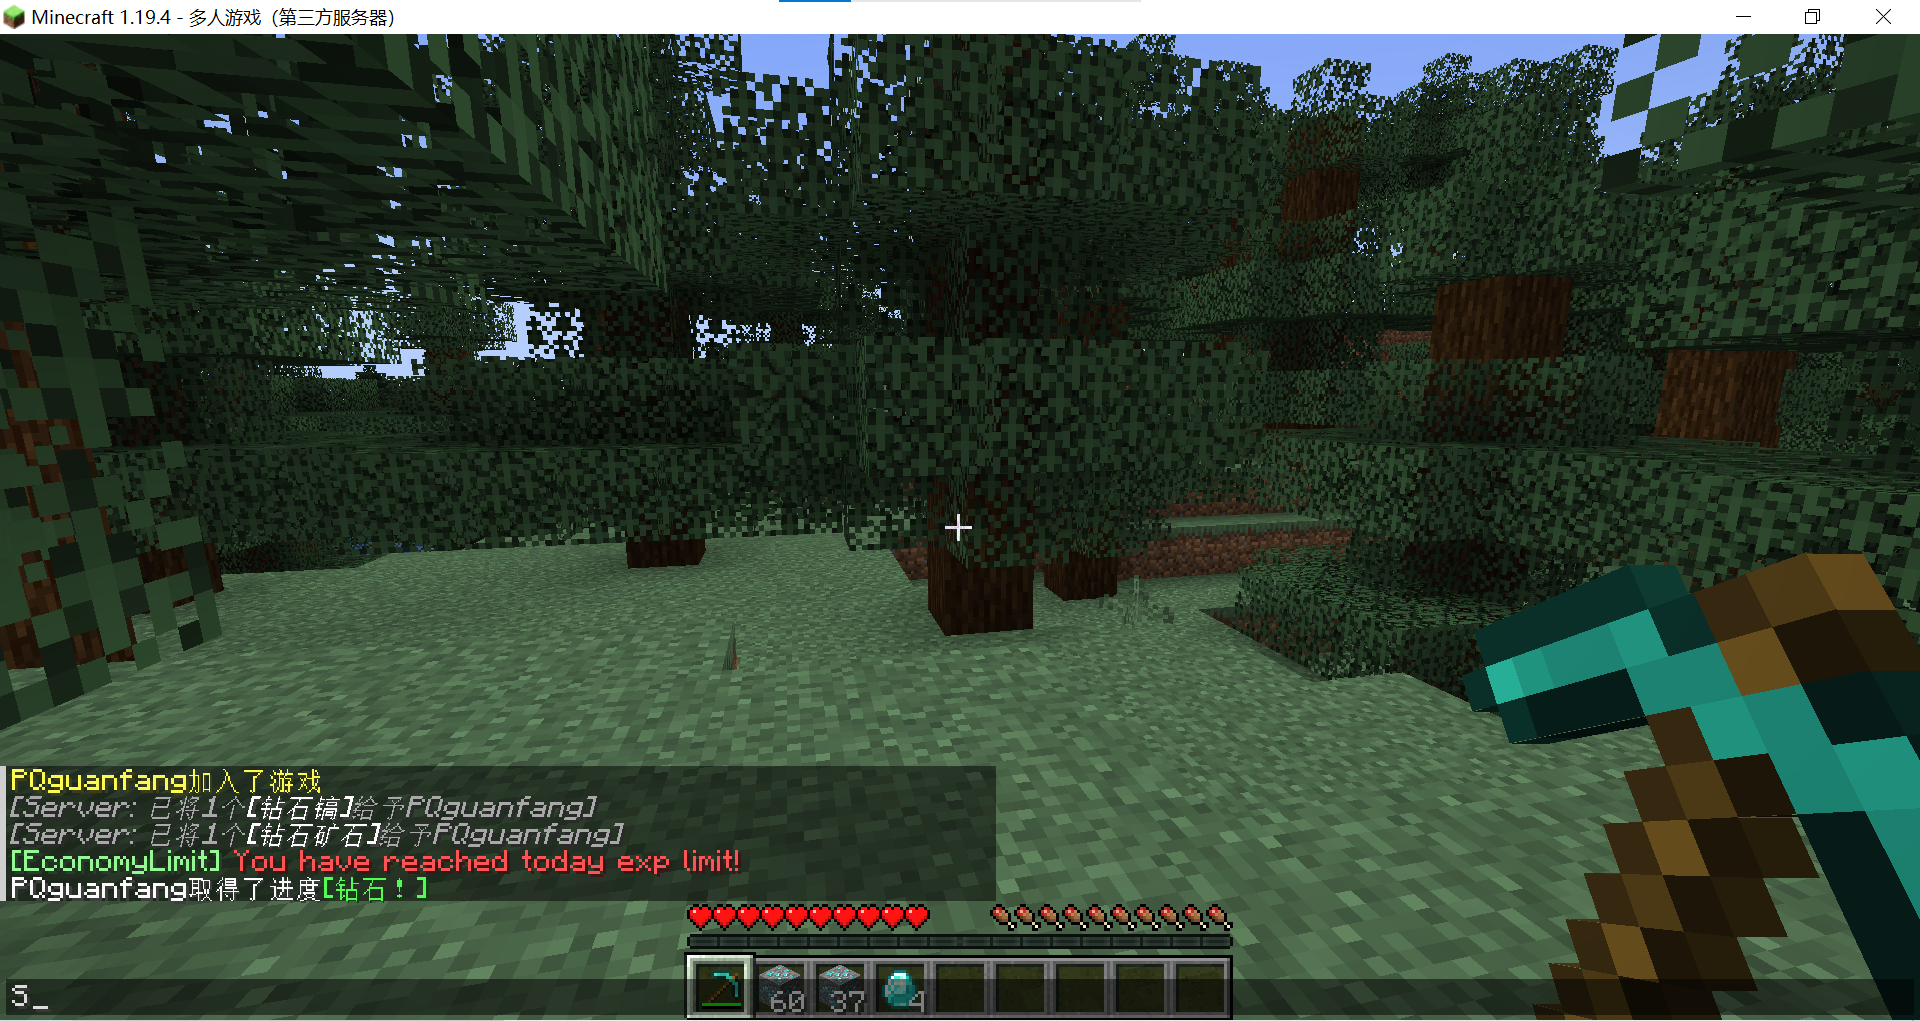 Minecraft 1.19.4 - 多人游戏（第三方服务器）
PQguanfang加入了游戏
[Server: 已将1个[钻石镐]给予PQguanfang]
[Server: 已将1个[钻石矿石]给予PQguanfang]
[EconomyLimit] You have reached today exp limit!
PQguanfang取得了进度[钻石！]
60 37 4
S_